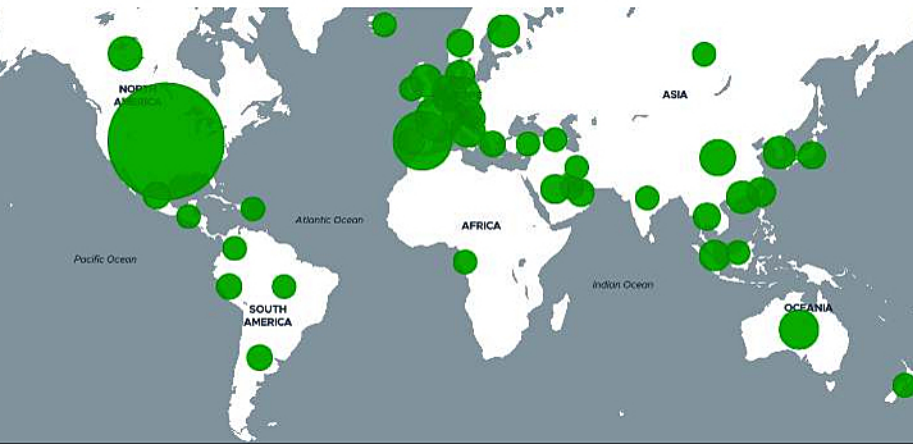 NORTH
AMERICA
ASIA
Atlantic Ocean
AFRICA
Pacific Ocean
Indian Ocean
SOUTH
AMERICA
OCEANIA